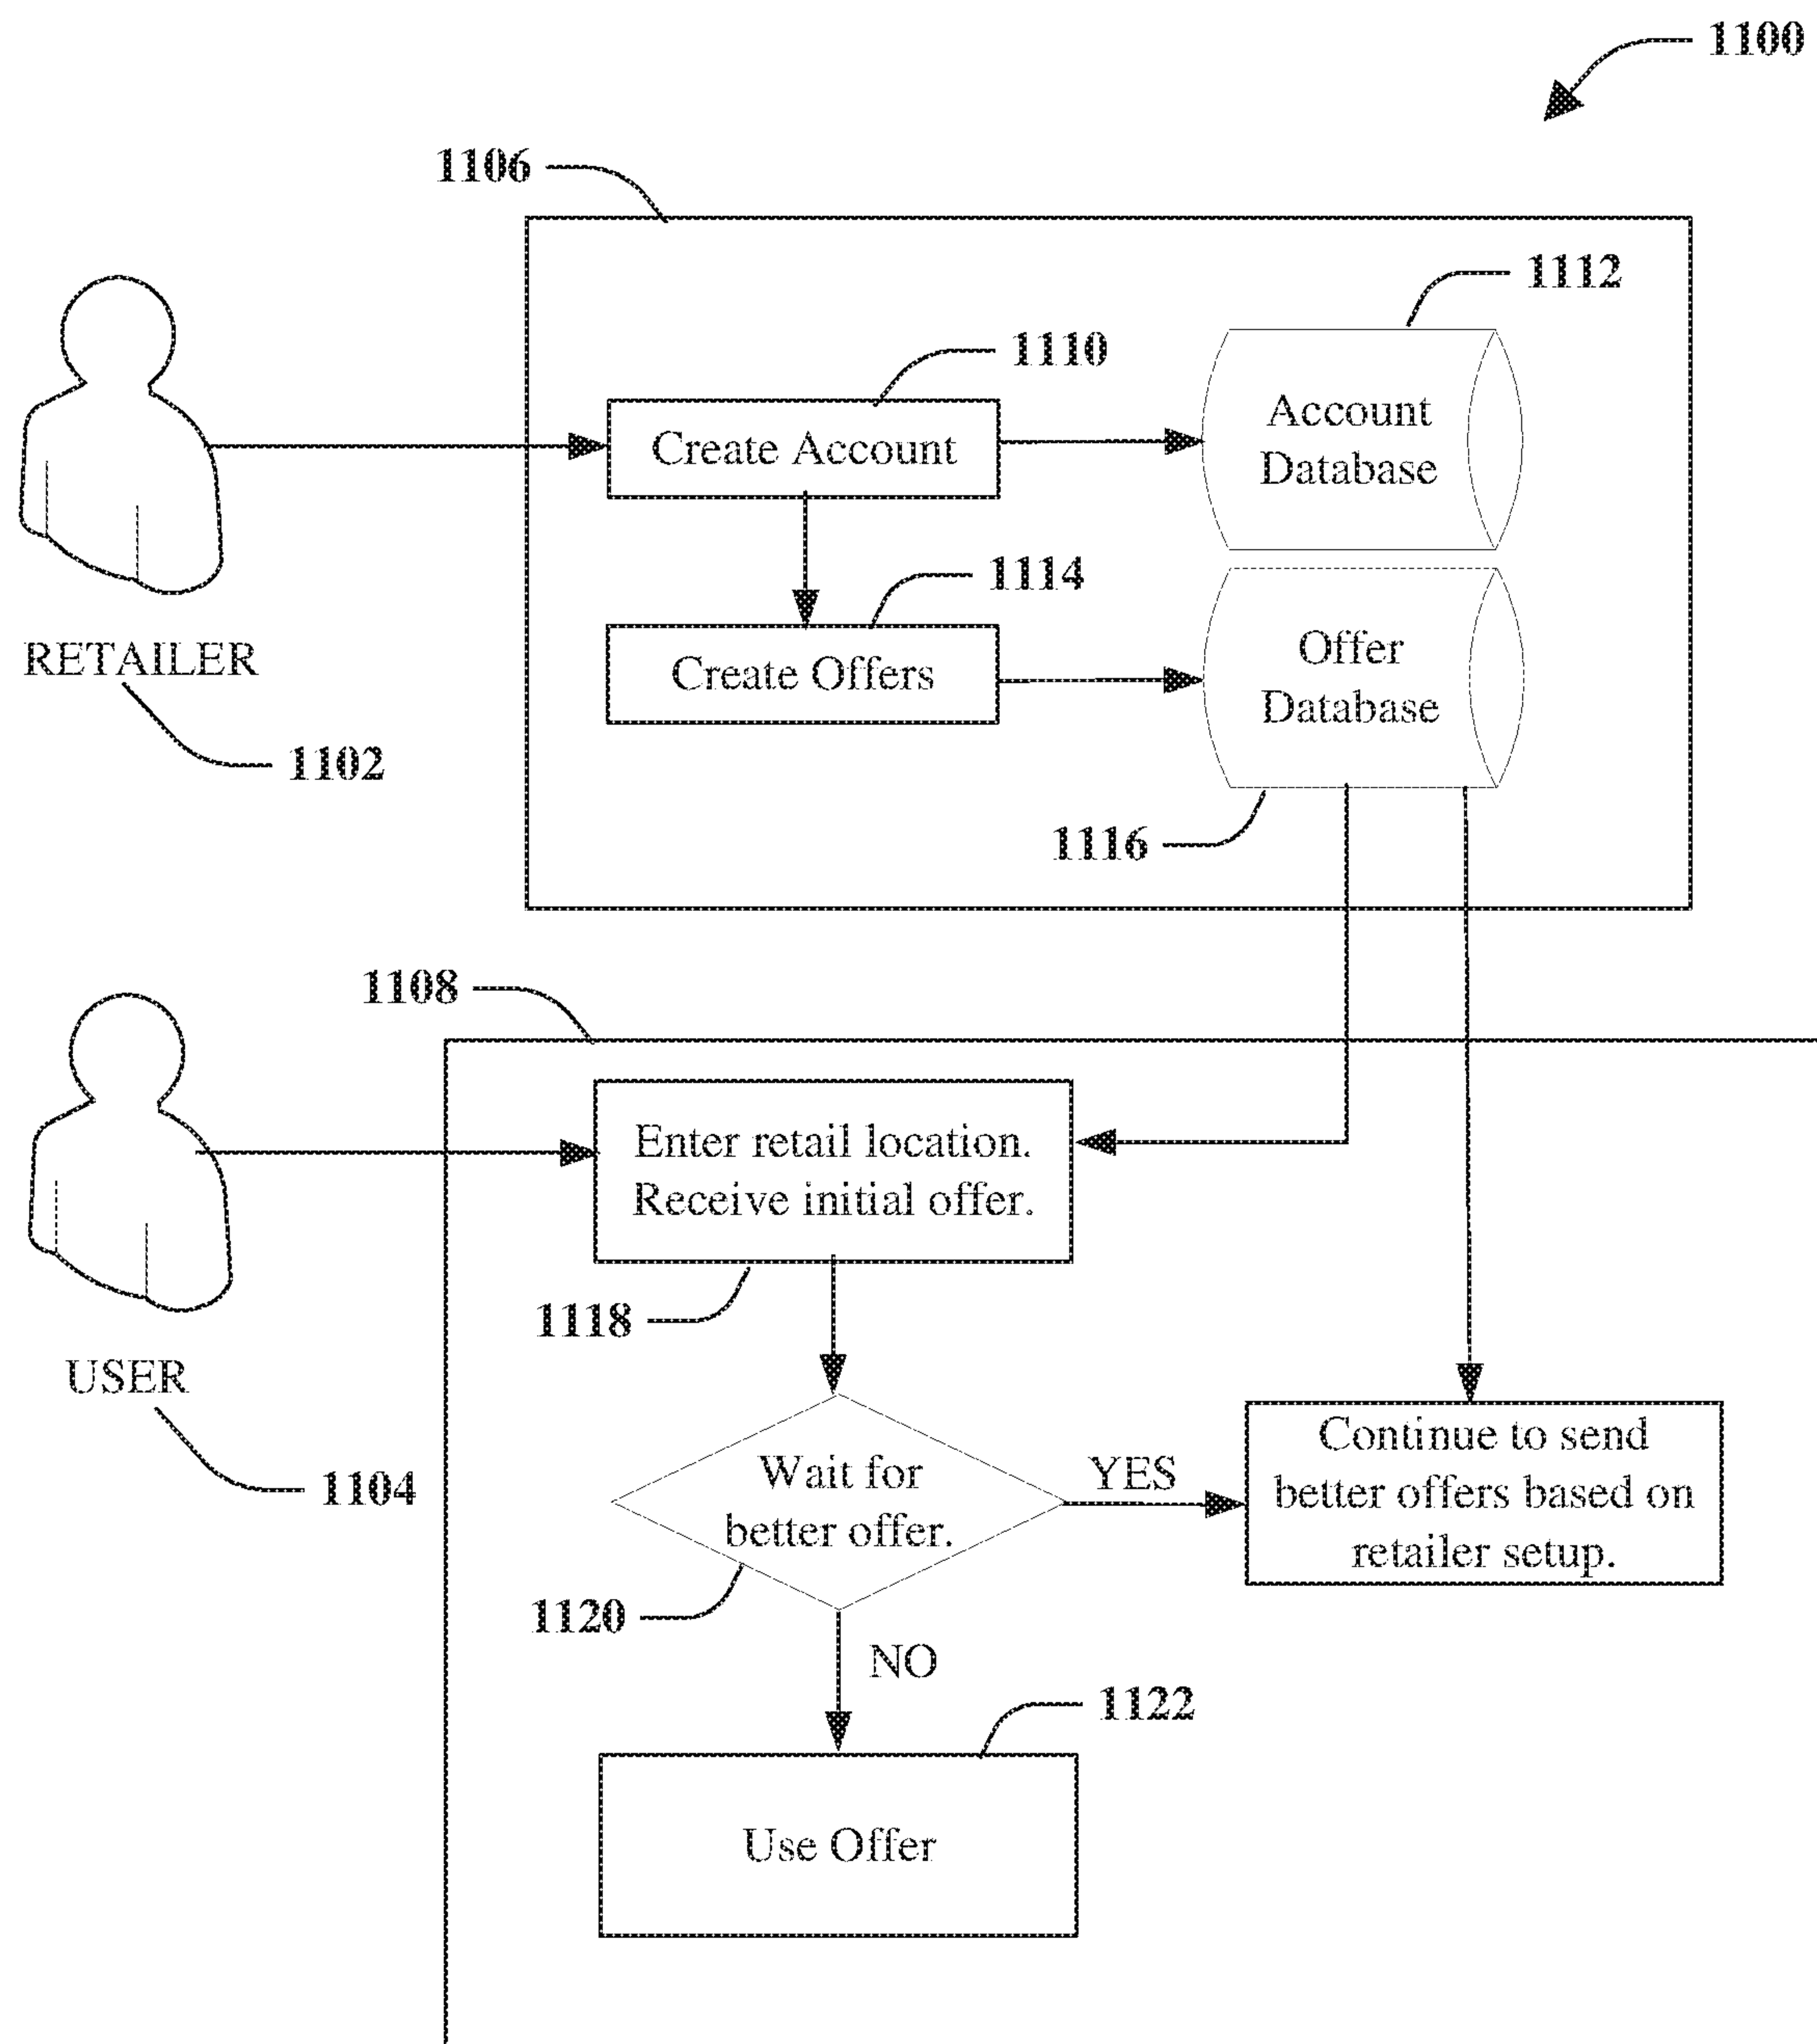 1100
1106
1112
1110
Account
Database
Create Account
1114
Offer
Database
Create Offers
RETAILER
1102
1116
1108
Enter retail location.
Receive initial offer.
1118
USER
1104
Continue to send
better offers based on
retailer setup.
Wait for
better offer.
YES
1120
NO
1122
Use Offer